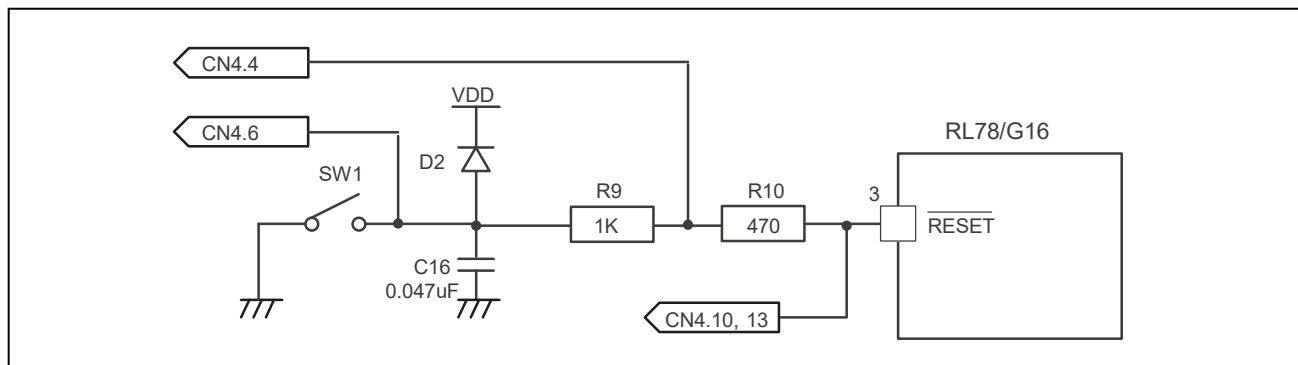 CN4.4
VDD
CN4.6
RL78/G16
D2
SW1
R9
R10
3
1K
470
RESET
C16
0.047uF
CN4.10, 13